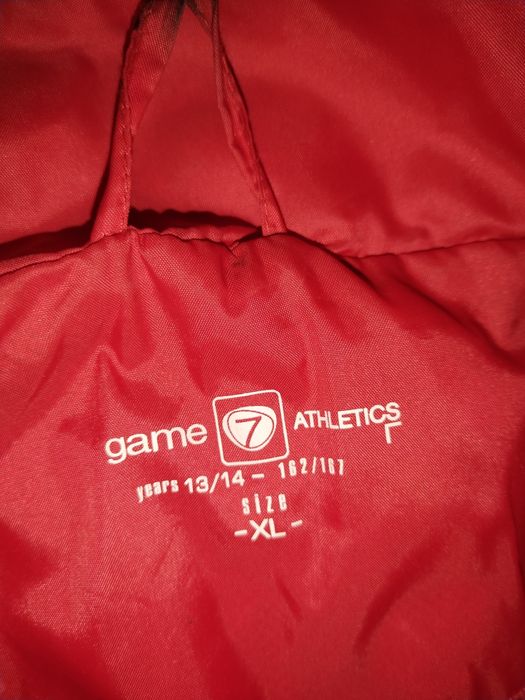 game 7 ATHLETICS
years 13/14 - 162/167
size
-XL-